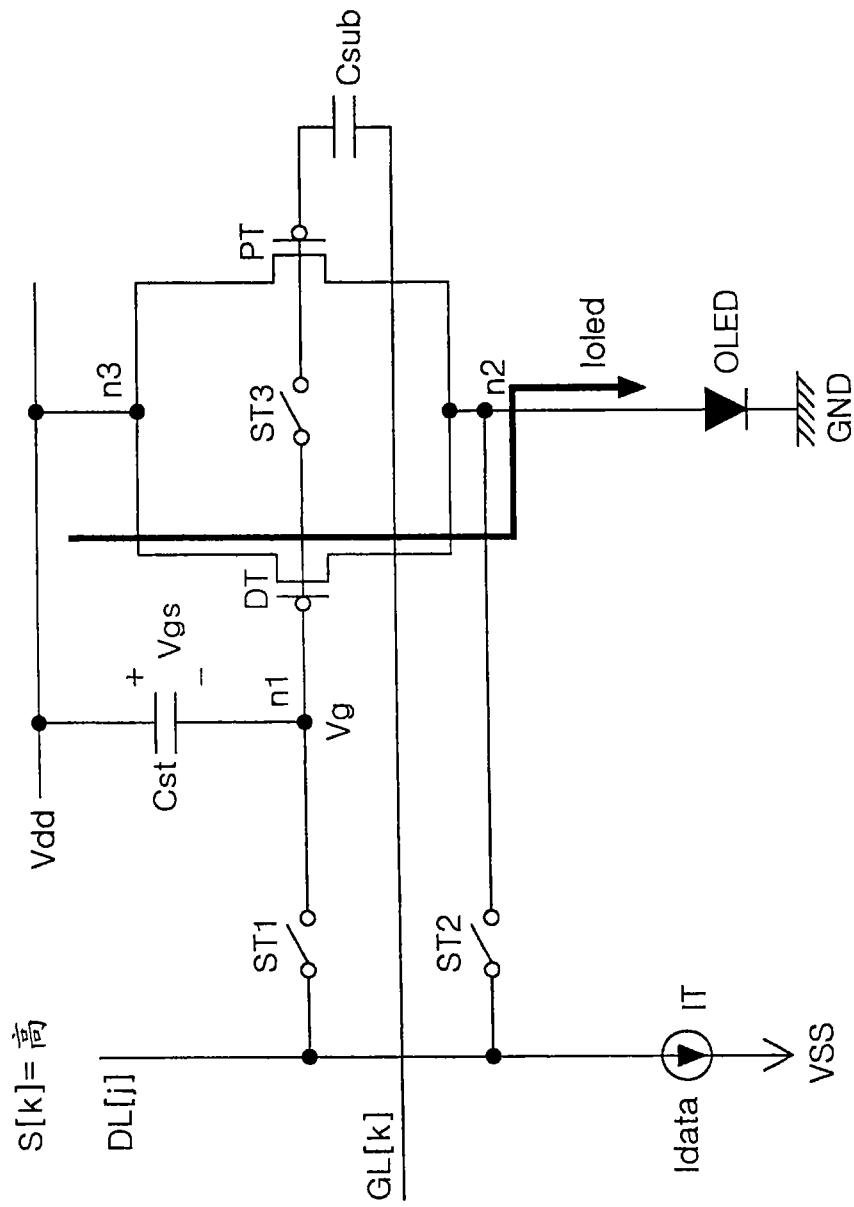 S[k]=高
DL[j]
Vdd
n3
Cst
+
Vgs
−
n1
Vg
DT
ST3
PT
Csub
ST1
GL[k]
ST2
n2
Ioled
Idata
IT
OLED
VSS
GND